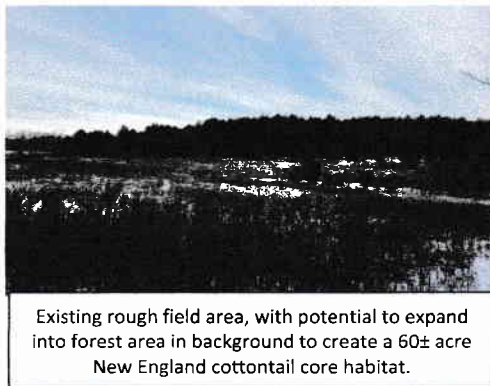 Existing rough field area, with potential to expand
into forest area in background to create a 60± acre
New England cottontail core habitat.